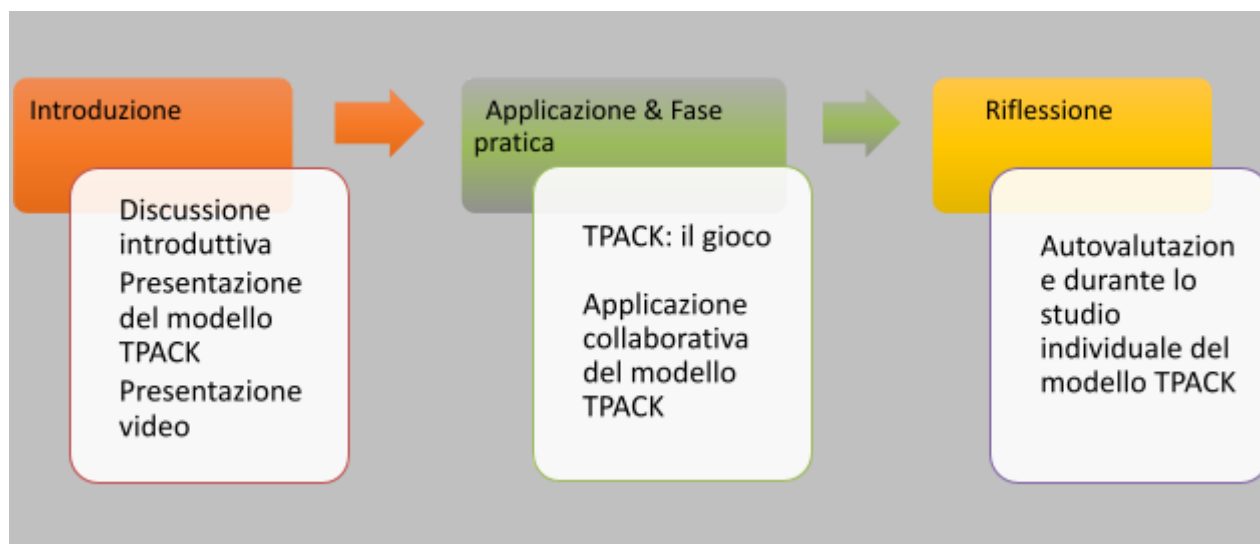 Introduzione
Discussione
introduttiva
Presentazione
del modello
TPACK
Presentazione
video
Applicazione & Fase
pratica
TPACK: il gioco
Applicazione
collaborativa
del modello
TPACK
Riflessione
Autovalutazion
e durante lo
studio
individuale del
modello TPACK